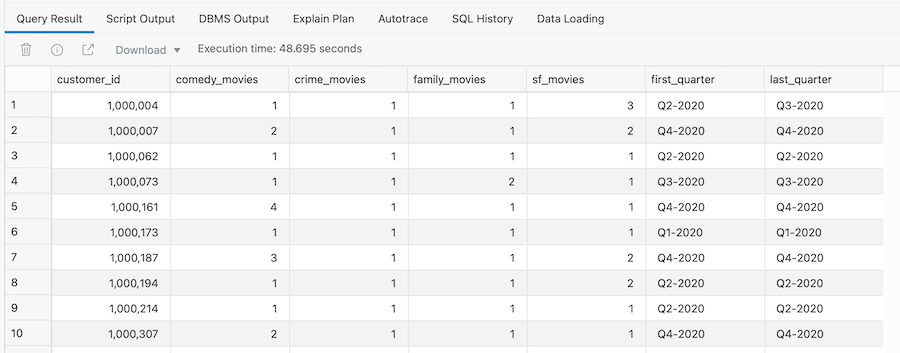 Query Result Script Output DBMS Output Explain Plan Autotrace SQL History Data Loading
Download Execution time: 48.695 seconds
customer_id comedy_movies crime_movies family_movies sf_movies first_quarter last_quarter
1 1,000,004 1 1 1 3 Q2-2020 Q3-2020
2 1,000,007 2 1 1 2 Q4-2020 Q4-2020
3 1,000,062 1 1 1 1 Q2-2020 Q2-2020
4 1,000,073 1 1 2 1 Q3-2020 Q3-2020
5 1,000,161 4 1 1 1 Q4-2020 Q4-2020
6 1,000,173 1 1 1 1 Q1-2020 Q1-2020
7 1,000,187 3 1 1 2 Q4-2020 Q4-2020
8 1,000,194 1 1 1 2 Q2-2020 Q2-2020
9 1,000,214 1 1 1 1 Q2-2020 Q2-2020
10 1,000,307 2 1 1 1 Q4-2020 Q4-2020